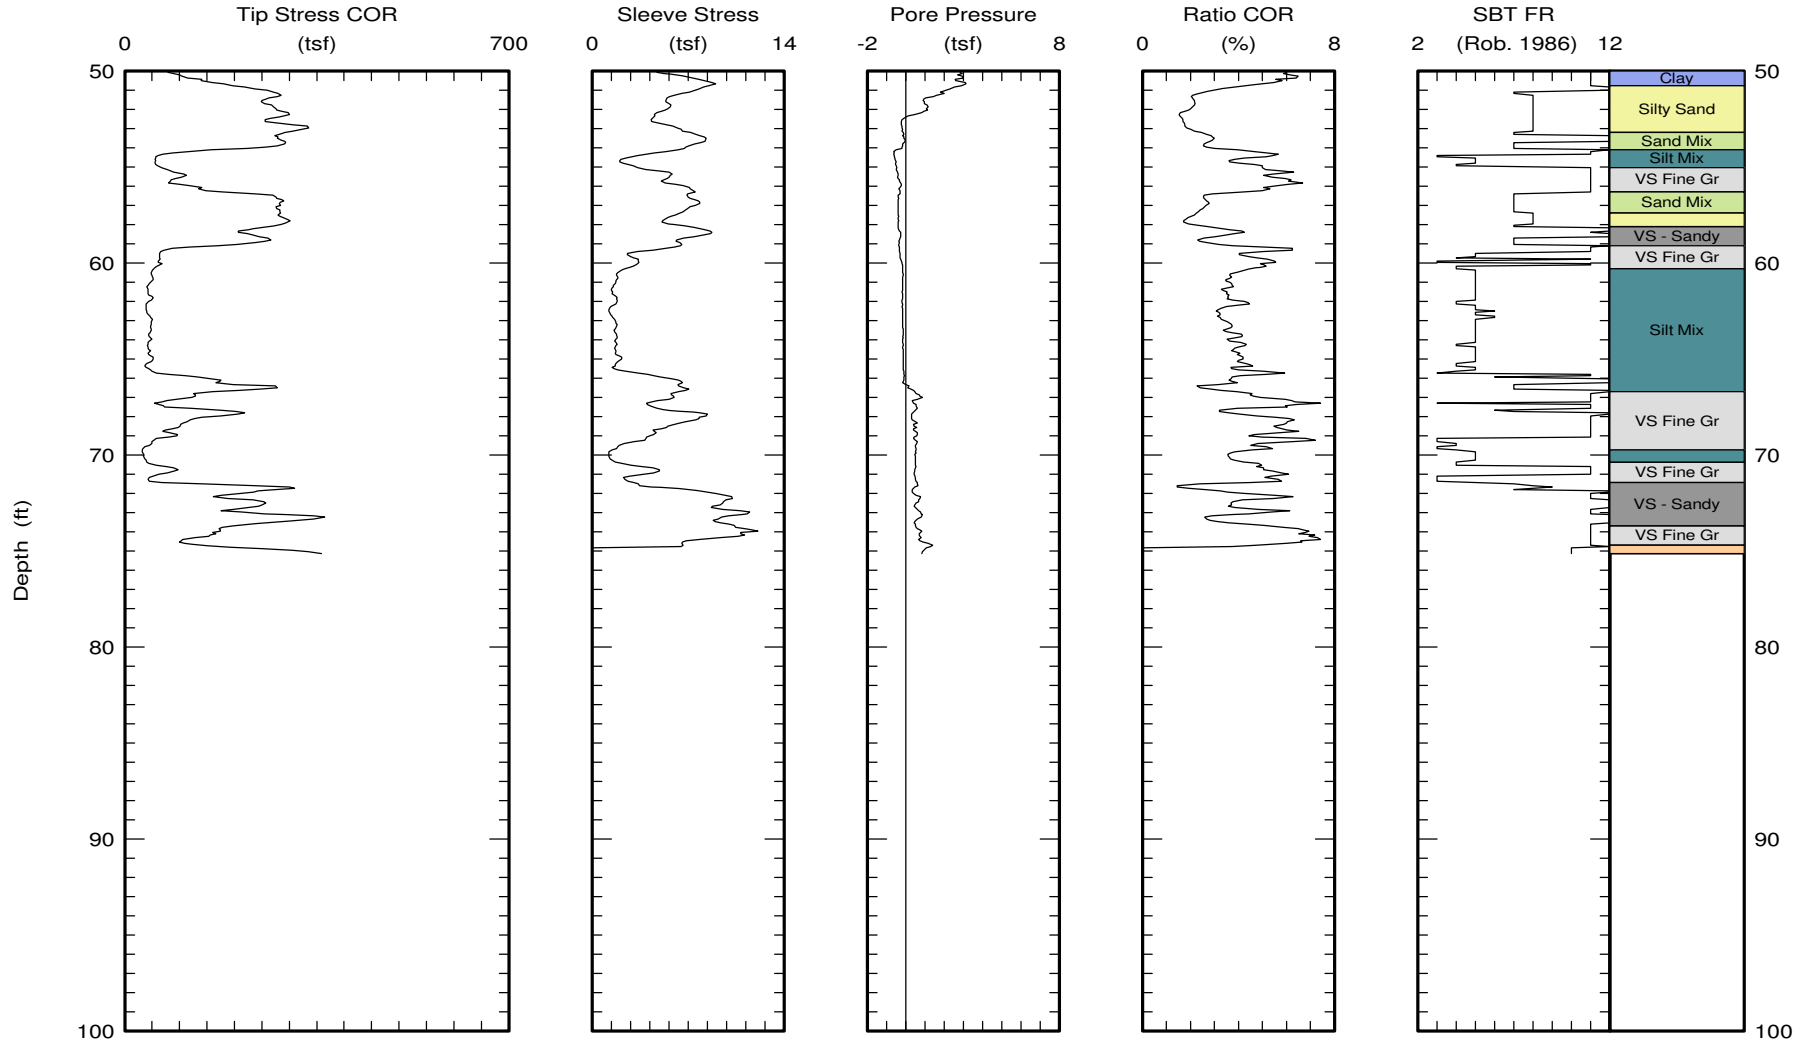 Tip Stress COR Sleeve Stress Pore Pressure Ratio COR SBT FR
0 (tsf) 700 0 (tsf) 14 -2 (tsf) 8 0 (%) 8 2 (Rob. 1986) 12
50 Clay 50
Silty Sand
Sand Mix
Silt Mix
VS Fine Gr
Sand Mix
VS - Sandy
VS Fine Gr
60 60
Silt Mix
VS Fine Gr
70 70
VS Fine Gr
VS - Sandy
VS Fine Gr
Depth (ft)
80 80
90 90
100 100